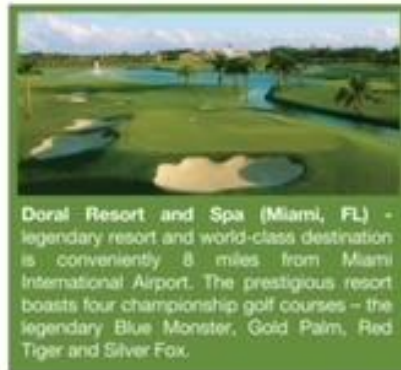 Doral Resort and Spa (Miami, FL) -
legendary resort and world-class destination
is conveniently 8 miles from Miami
International Airport. The prestigious resort
boasts four championship golf courses – the
legendary Blue Monster, Gold Palm, Red
Tiger and Silver Fox.